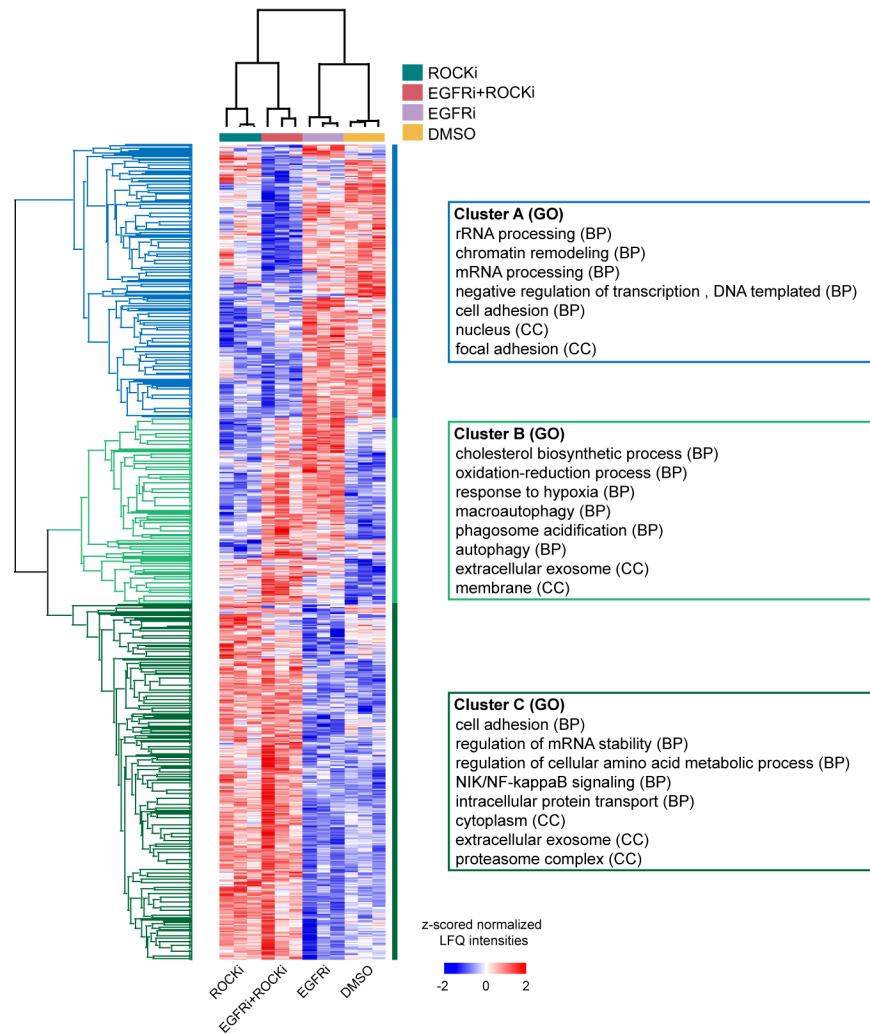 ROCKi
EGFRi+ROCKi
EGFRi
DMSO
Cluster A (GO)
rRNA processing (BP)
chromatin remodeling (BP)
mRNA processing (BP)
negative regulation of transcription , DNA templated (BP)
cell adhesion (BP)
nucleus (CC)
focal adhesion (CC)
Cluster B (GO)
cholesterol biosynthetic process (BP)
oxidation-reduction process (BP)
response to hypoxia (BP)
macroautophagy (BP)
phagosome acidification (BP)
autophagy (BP)
extracellular exosome (CC)
membrane (CC)
Cluster C (GO)
cell adhesion (BP)
regulation of mRNA stability (BP)
regulation of cellular amino acid metabolic process (BP)
NIK/NF-kappaB signaling (BP)
intracellular protein transport (BP)
cytoplasm (CC)
extracellular exosome (CC)
proteasome complex (CC)
z-scored normalized
LFQ intensities
-2 0 2
ROCKi
EGFRi+ROCKi
EGFRi
DMSO